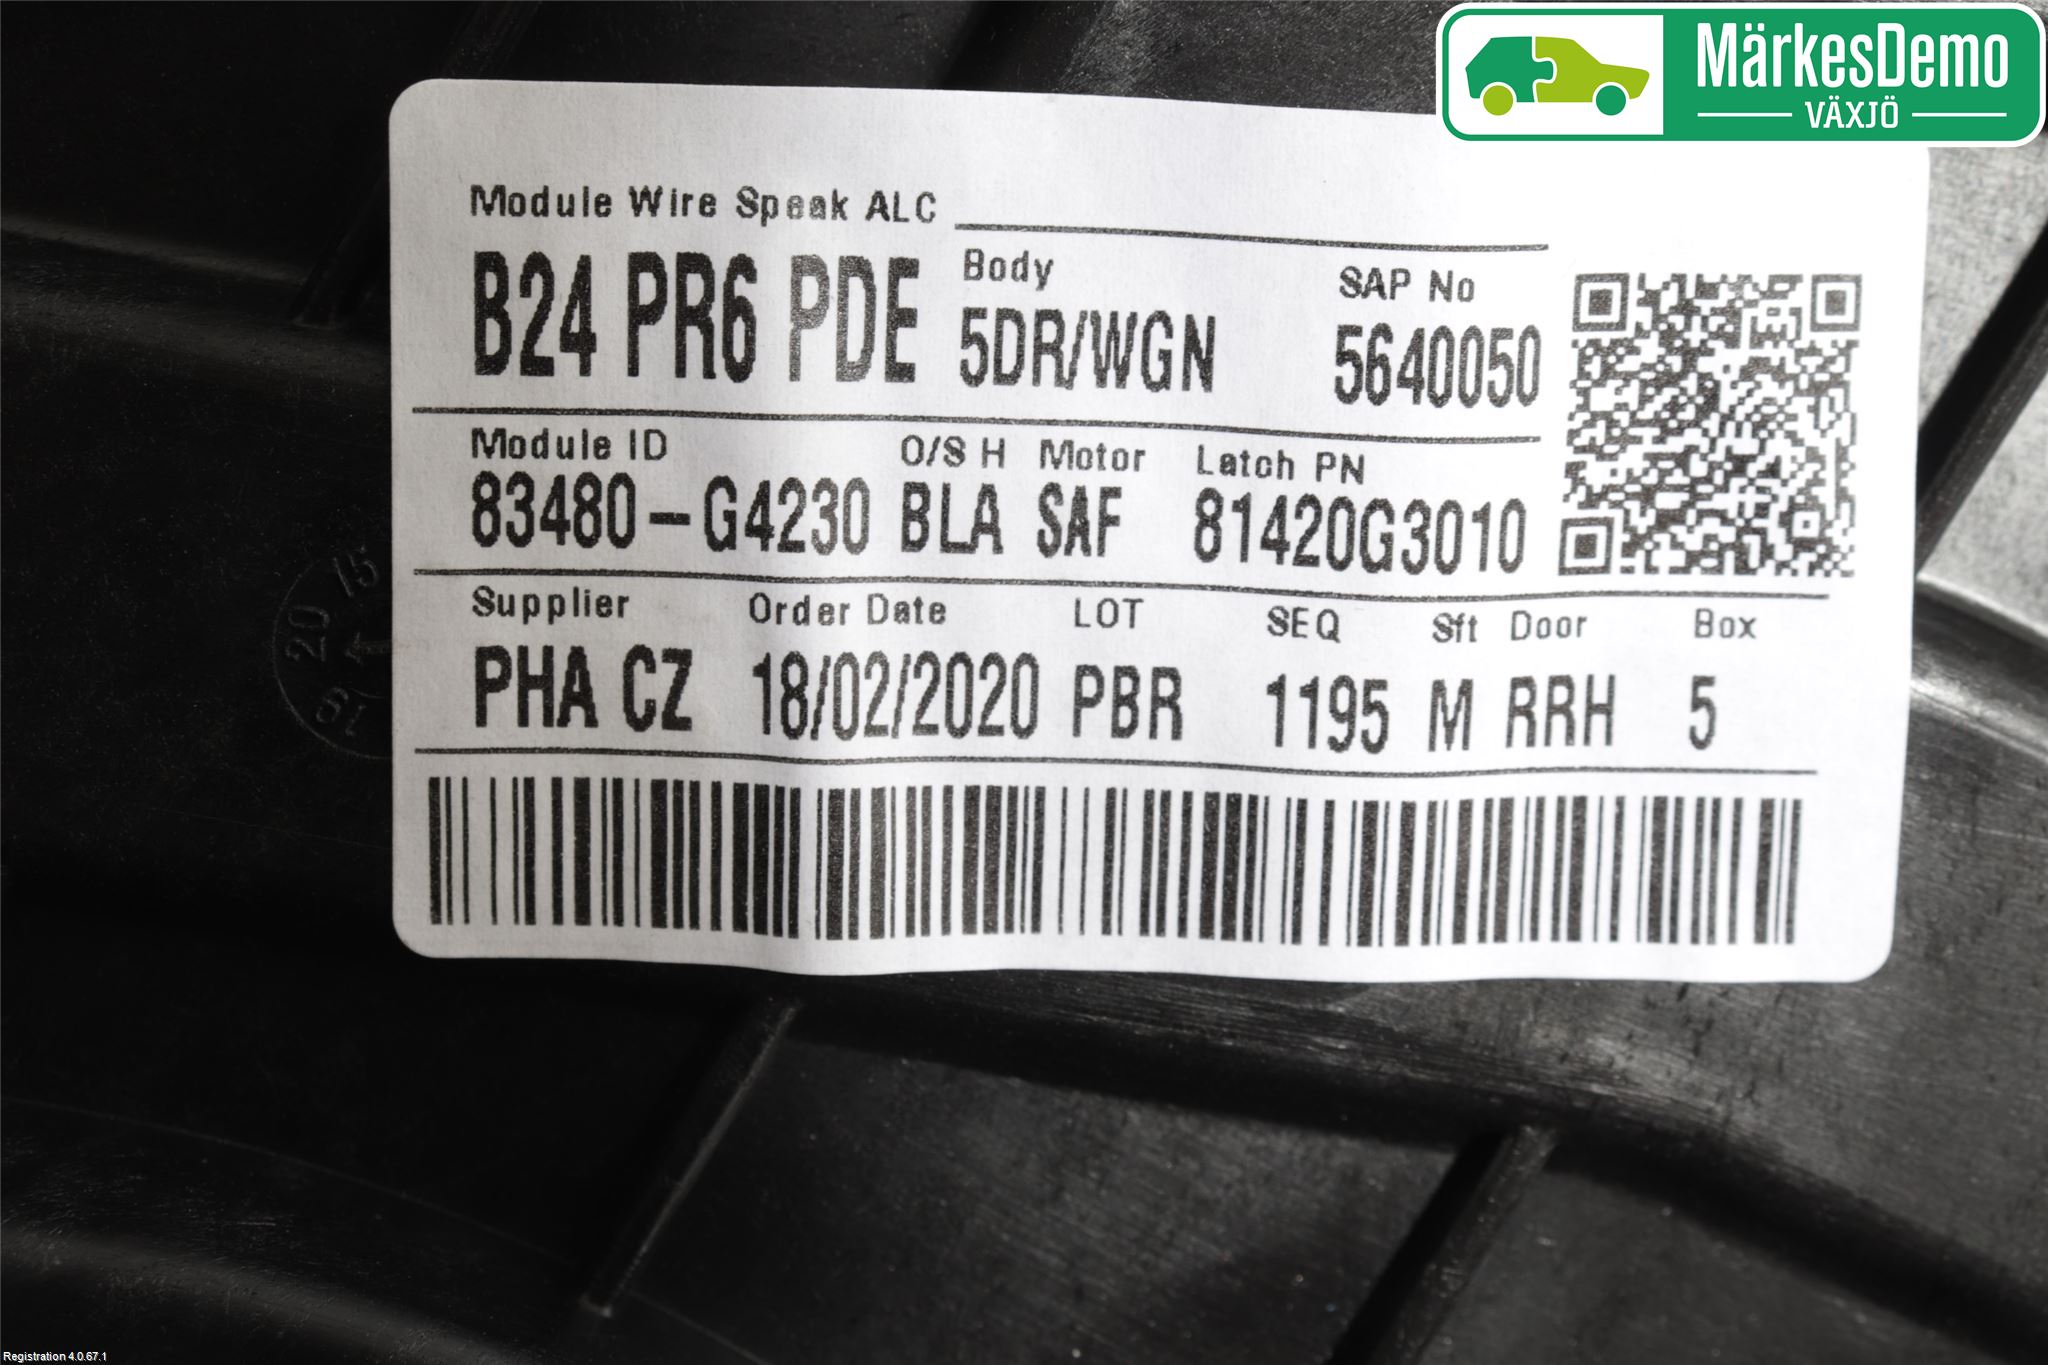 MärkesDemo
VÄXJÖ
Module Wire Speak ALC
B24 PR6 PDE
Body
5DR/WGN
SAP No
5640050
Module ID
83480-G4230
O/S H
BLA
Motor
SAF
Latch PN
81420G3010
Supplier
PHA CZ
Order Date
18/02/2020
LOT
PBR
SEQ
1195
Sft
M
Door
RRH
Box
5
20
Registration 4.0.67.1